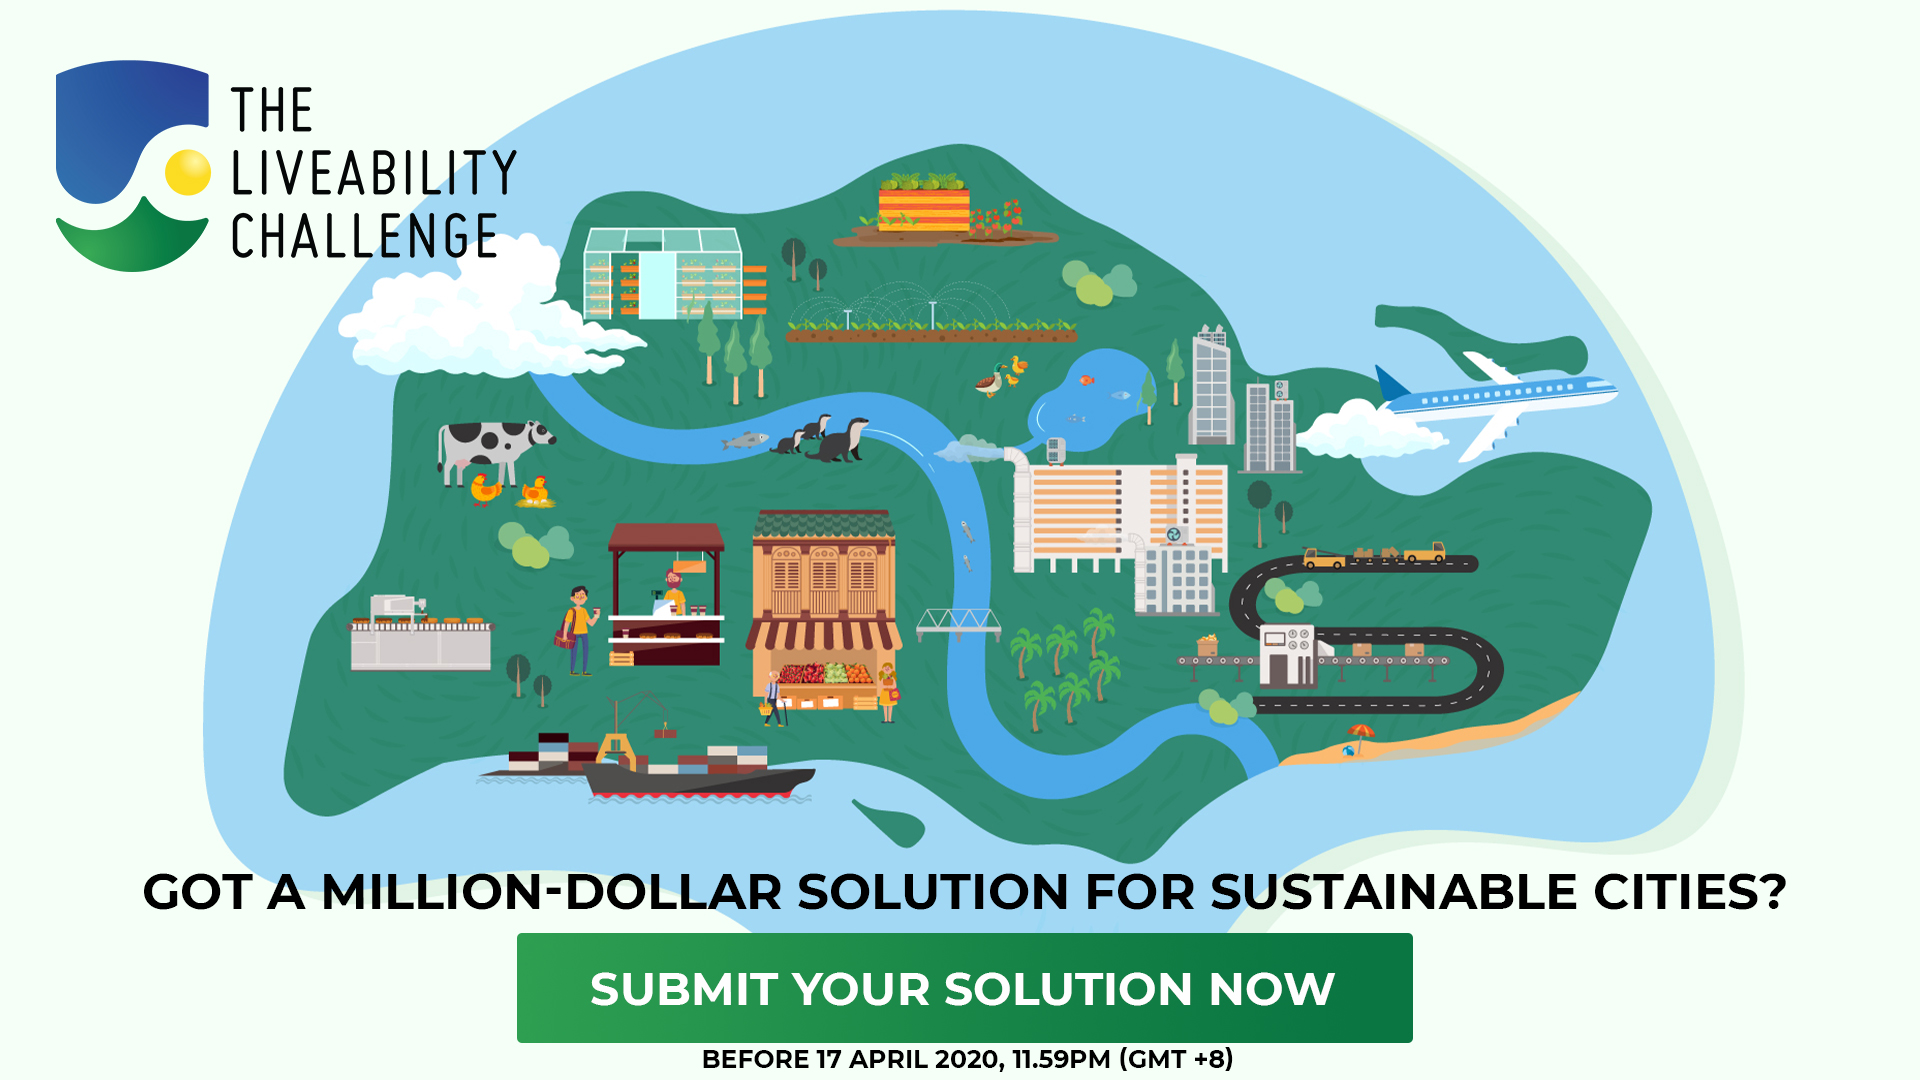 THE
LIVEABILITY
CHALLENGE
GOT A MILLION-DOLLAR SOLUTION FOR SUSTAINABLE CITIES?
SUBMIT YOUR SOLUTION NOW
BEFORE 17 APRIL 2020, 11.59PM (GMT +8)